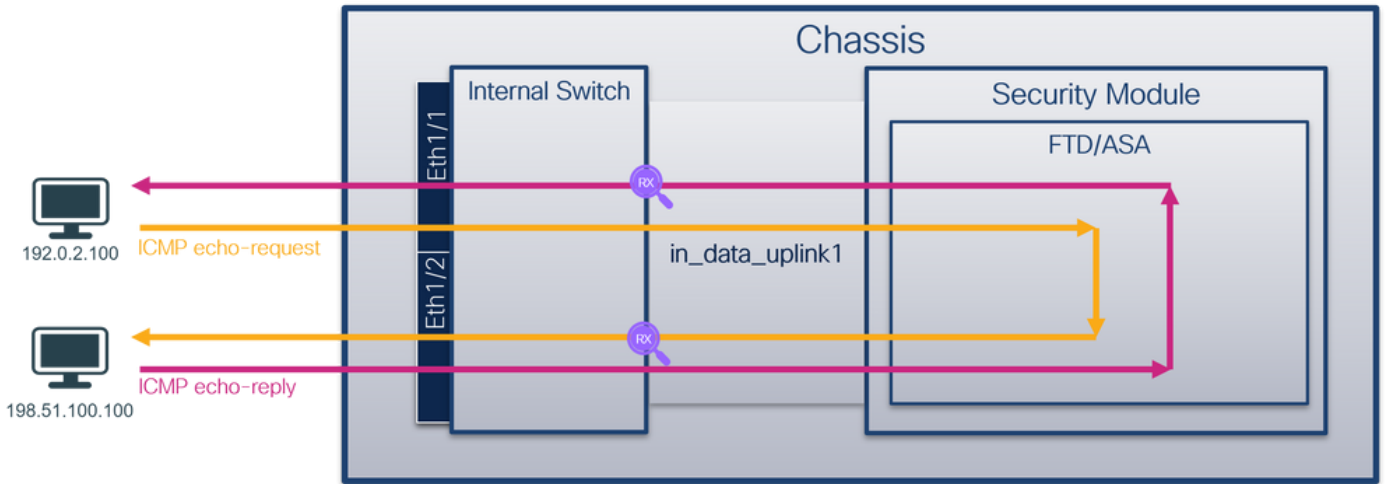 Chassis
Internal Switch
Security Module
FTD/ASA
Eth1/1
RX
192.0.2.100
ICMP echo-request
in_data_uplink1
Eth1/2
RX
ICMP echo-reply
198.51.100.100